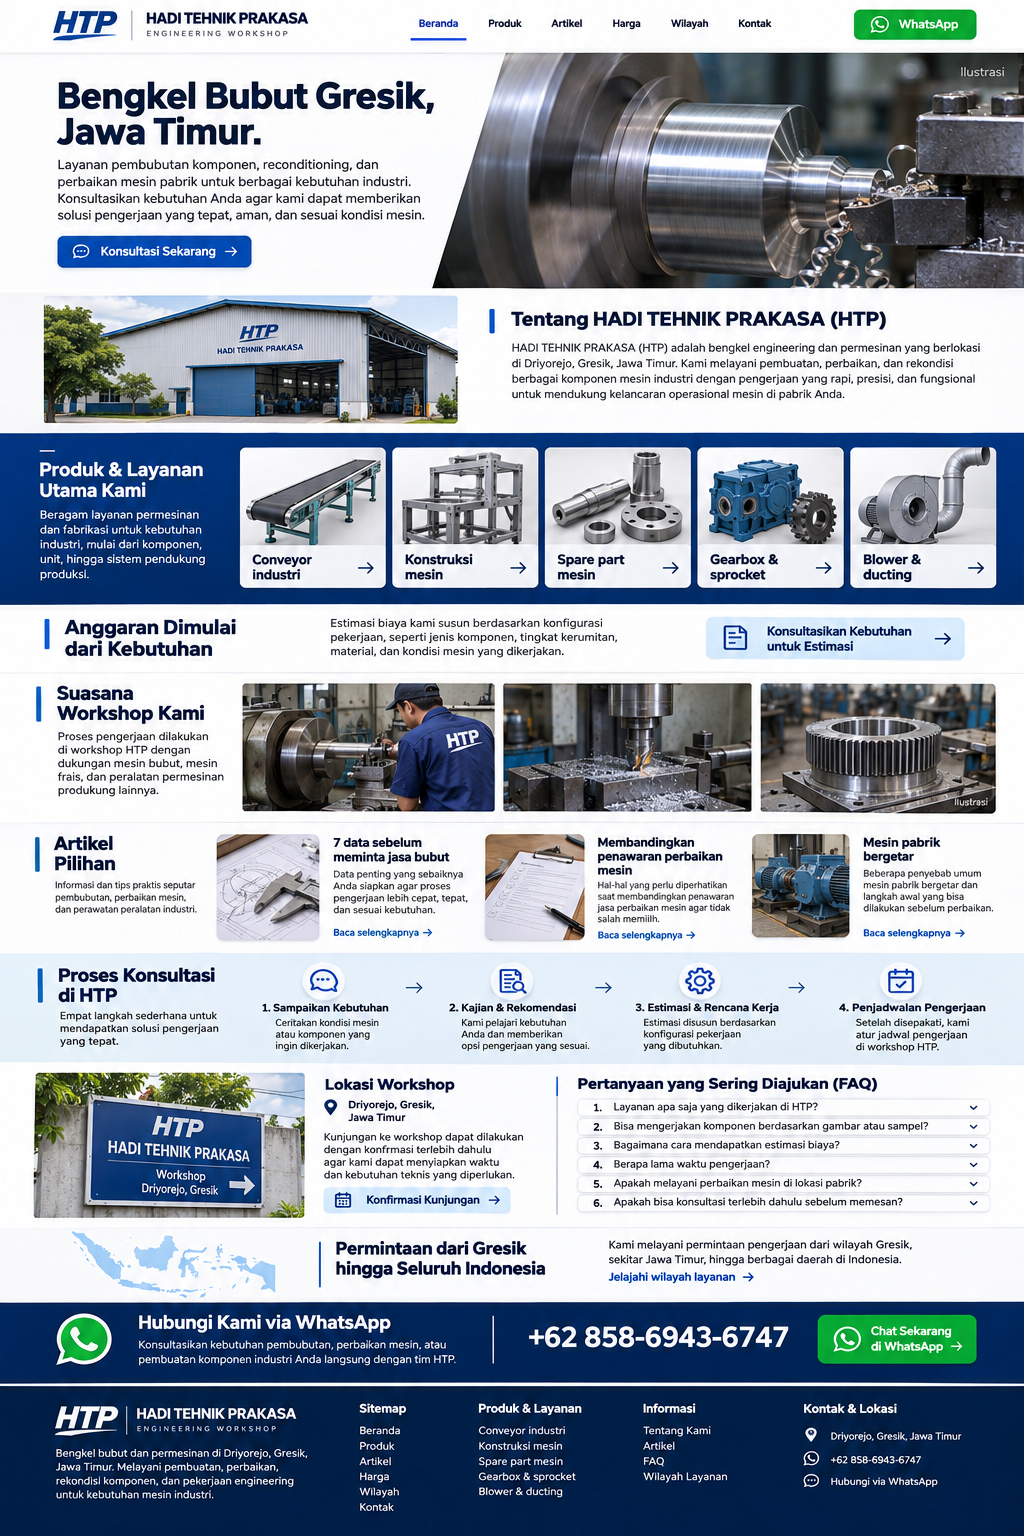 HTP
HADI TEHNIK PRAKASA
ENGINEERING WORKSHOP
Beranda
Produk
Artikel
Harga
Wilayah
Kontak
WhatsApp
Ilustrasi
Bengkel Bubut Gresik,
Jawa Timur.
Layanan pembubutan komponen, reconditioning, dan
perbaikan mesin pabrik untuk berbagai kebutuhan industri.
Konsultasikan kebutuhan Anda agar kami dapat memberikan
solusi pengerjaan yang tepat, aman, dan sesuai kondisi mesin.
Konsultasi Sekarang →
HTP
HADI TEHNIK PRAKASA
Tentang HADI TEHNIK PRAKASA (HTP)
HADI TEHNIK PRAKASA (HTP) adalah bengkel engineering dan permesinan yang berlokasi
di Driyorejo, Gresik, Jawa Timur. Kami melayani pembuatan, perbaikan, dan rekondisi
berbagai komponen mesin industri dengan pengerjaan yang rapi, presisi, dan fungsional
untuk mendukung kelancaran operasional mesin di pabrik Anda.
Produk & Layanan
Utama Kami
Beragam layanan permesinan
dan fabrikasi untuk kebutuhan
industri, mulai dari komponen,
unit, hingga sistem pendukung
produksi.
Conveyor
industri →
Konstruksi
mesin →
Spare part
mesin →
Gearbox &
sprocket →
Blower &
ducting →
Anggaran Dimulai
dari Kebutuhan
Estimasi biaya kami susun berdasarkan konfigurasi
pekerjaan, seperti jenis komponen, tingkat kerumitan,
material, dan kondisi mesin yang dikerjakan.
Konsultasikan Kebutuhan
untuk Estimasi →
Suasana
Workshop Kami
Proses pengerjaan dilakukan
di workshop HTP dengan
dukungan mesin bubut, mesin
frais, dan peralatan permesinan
produkung lainnya.
HTP
Ilustrasi
Artikel
Pilihan
Informasi dan tips praktis seputar
pembubutan, perbaikan mesin,
dan perawatan peralatan industri.
7 data sebelum
meminta jasa bubut
Data penting yang sebaiknya
Anda siapkan agar proses
pengerjaan lebih cepat, tepat,
dan sesuai kebutuhan.
Baca selengkapnya →
Membandingkan
penawaran perbaikan
mesin
Hal-hal yang perlu diperhatikan
saat membandingkan penawaran
jasa perbaikan mesin agar tidak
salah memiilh.
Baca selengkapnya →
Mesin pabrik
bergetar
Beberapa penyebab umum
mesin pabrik bergetar dan
langkah awal yang bisa
dilakukan sebelum perbaikan.
Baca selengkapnya →
Proses Konsultasi
di HTP
Empat langkah sederhana untuk
mendapatkan solusi pengerjaan
yang tepat.
1. Sampaikan Kebutuhan
Ceritakan kondisi mesin
atau komponen yang
ingin dikerjakan.
2. Kajian & Rekomendasi
Kami pelajari kebutuhan
Anda dan memberikan
opsi pengerjaan yang sesuai.
3. Estimasi & Rencana Kerja
Estimasi disusun berdasarkan
konfigurasi pekerjaan
yang dibutuhkan.
4. Penjadwalan Pengerjaan
Setelah disepakati, kami
atur jadwal pengerjaan
di workshop HTP.
HTP
HADI TEHNIK PRAKASA
Workshop
Driyorejo, Gresik
Lokasi Workshop
Driyorejo, Gresik,
Jawa Timur
Kunjungan ke workshop dapat dilakukan
dengan konfirmasi terlebih dahulu
agar kami dapat menyiapkan waktu
dan kebutuhan teknis yang diperlukan.
Konfirmasi Kunjungan →
Pertanyaan yang Sering Diajukan (FAQ)
1. Layanan apa saja yang dikerjakan di HTP?
2. Bisa mengerjakan komponen berdasarkan gambar atau sampel?
3. Bagaimana cara mendapatkan estimasi biaya?
4. Berapa lama waktu pengerjaan?
5. Apakah melayani perbaikan mesin di lokasi pabrik?
6. Apakah bisa konsultasi terlebih dahulu sebelum memesan?
Permintaan dari Gresik
hingga Seluruh Indonesia
Kami melayani permintaan pengerjaan dari wilayah Gresik,
sekitar Jawa Timur, hingga berbagai daerah di Indonesia.
Jelajahi wilayah layanan →
Hubungi Kami via WhatsApp
Konsultasikan kebutuhan pembubutan, perbaikan mesin, atau
pembuatan komponen industri Anda langsung dengan tim HTP.
+62 858-6943-6747
Chat Sekarang
di WhatsApp →
HTP
HADI TEHNIK PRAKASA
ENGINEERING WORKSHOP
Bengkel bubut dan permesinan di Driyorejo, Gresik,
Jawa Timur. Melayani pembuatan, perbaikan,
rekondisi komponen, dan pekerjaan engineering
untuk kebutuhan mesin industri.
Sitemap
Beranda
Produk
Artikel
Harga
Wilayah
Kontak
Produk & Layanan
Conveyor industri
Konstruksi mesin
Spare part mesin
Gearbox & sprocket
Blower & ducting
Informasi
Tentang Kami
Artikel
FAQ
Wilayah Layanan
Kontak & Lokasi
Driyorejo, Gresik, Jawa Timur
+62 858-6943-6747
Hubungi via WhatsApp